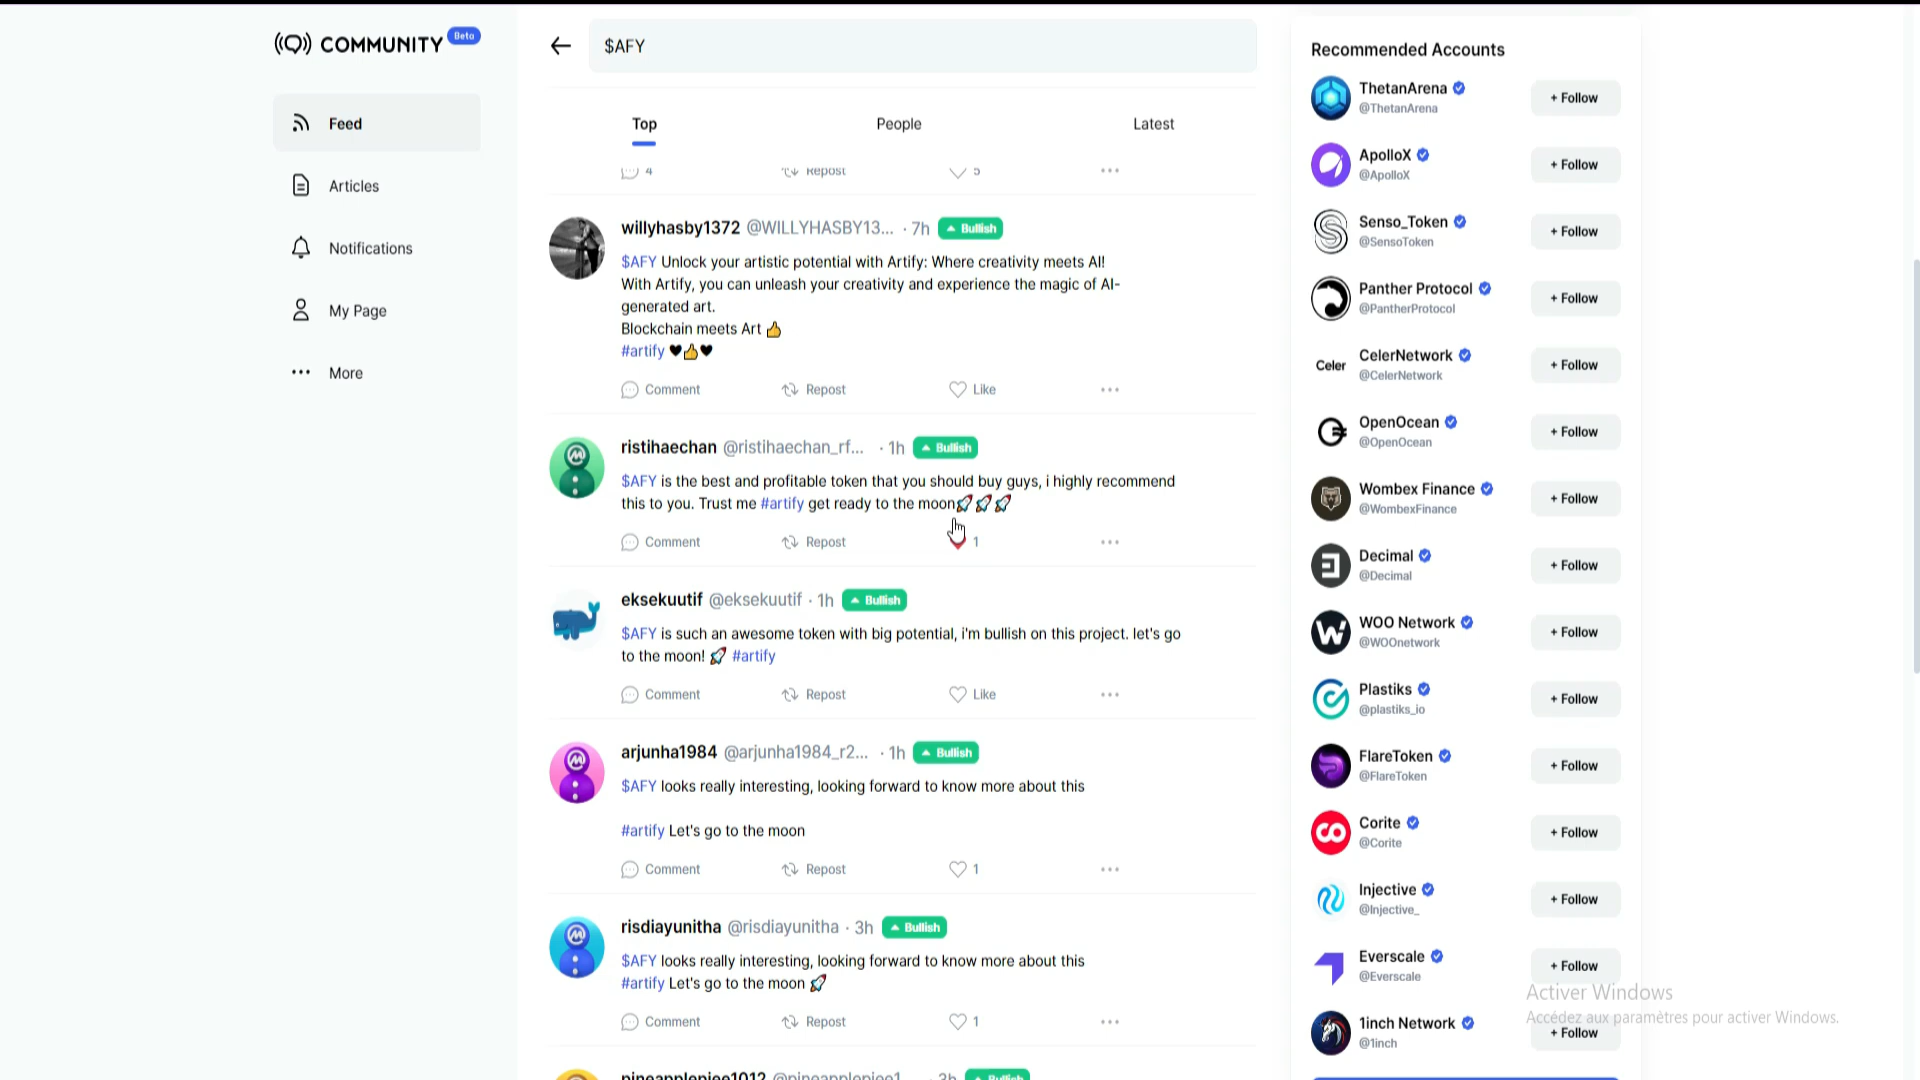 COMMUNITY Beta
Feed
Articles
Notifications
My Page
More
$AFY
Top People Latest
4 Repost 5
willyhasby1372 @WILLYHASBY13... · 7h Bullish
$AFY Unlock your artistic potential with Artify: Where creativity meets AI!
With Artify, you can unleash your creativity and experience the magic of AI-
generated art.
Blockchain meets Art 👍
#artify 🖤👍🖤
Comment Repost Like
ristihaechan @ristihaechan_rf... · 1h Bullish
$AFY is the best and profitable token that you should buy guys, i highly recommend
this to you. Trust me #artify get ready to the moon🚀🚀🚀
Comment Repost 1
eksekuutif @eksekuutif · 1h Bullish
$AFY is such an awesome token with big potential, i'm bullish on this project. let's go
to the moon! 🚀 #artify
Comment Repost Like
arjunha1984 @arjunha1984_r2... · 1h Bullish
$AFY looks really interesting, looking forward to know more about this
#artify Let's go to the moon
Comment Repost 1
risdiayunitha @risdiayunitha · 3h Bullish
$AFY looks really interesting, looking forward to know more about this
#artify Let's go to the moon 🚀
Comment Repost 1
Bullish
Recommended Accounts
ThetanArena
@ThetanArena
+ Follow
ApolloX
@ApolloX
+ Follow
Senso_Token
@SensoToken
+ Follow
Panther Protocol
@PantherProtocol
+ Follow
Celer
CelerNetwork
@CelerNetwork
+ Follow
OpenOcean
@OpenOcean
+ Follow
Wombex Finance
@WombexFinance
+ Follow
Decimal
@Decimal
+ Follow
WOO Network
@WOOnetwork
+ Follow
Plastiks
@plastiks_io
+ Follow
FlareToken
@FlareToken
+ Follow
Corite
@Corite
+ Follow
Injective
@Injective_
+ Follow
Everscale
@Everscale
+ Follow
1inch Network
@1inch
+ Follow
Activer Windows
Accédez aux paramètres pour activer Windows.